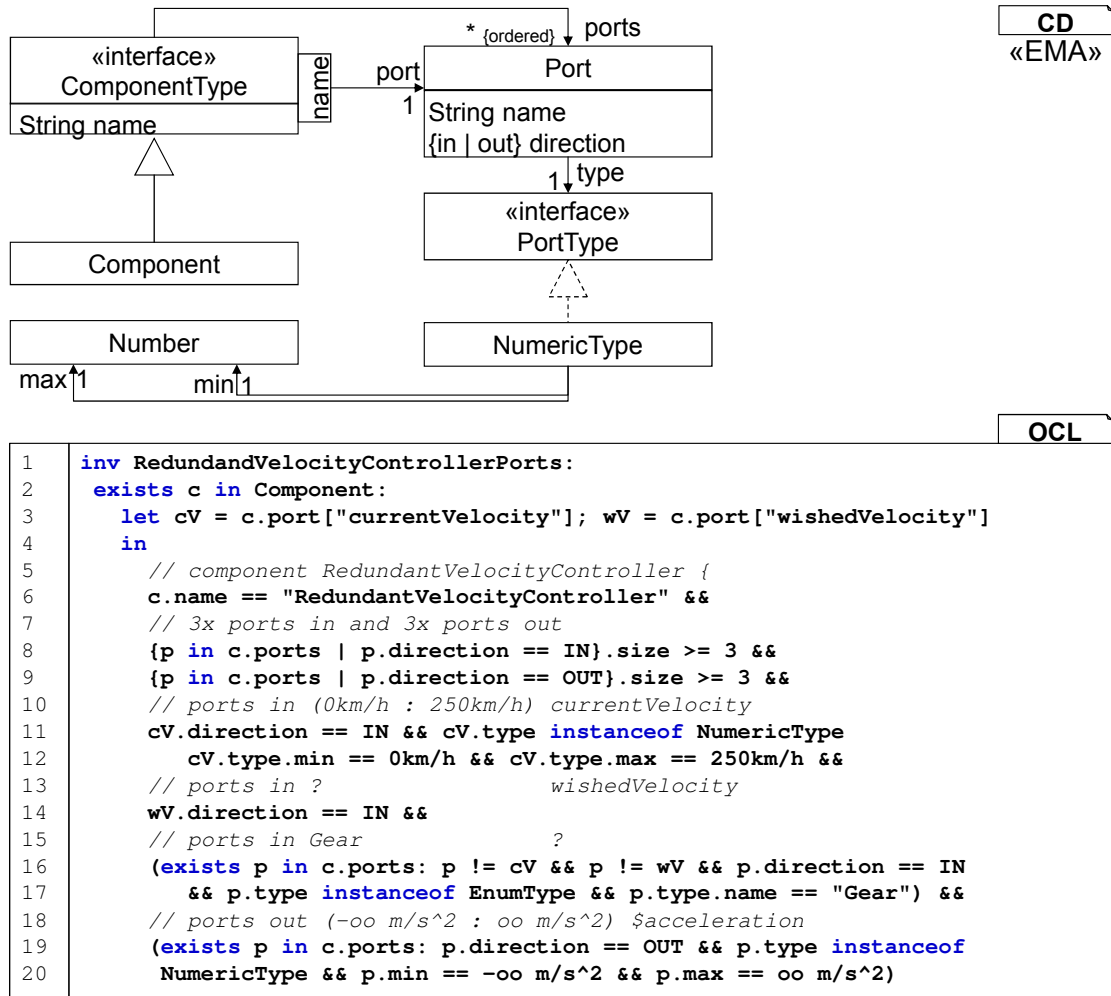 * {ordered} ports
CD
«EMA»
«interface»
ComponentType
String name
name
port
1
Port
String name
{in | out} direction
1 type
«interface»
PortType
Component
Number
NumericType
max 1
min 1
OCL
1 inv RedundandVelocityControllerPorts:
2 exists c in Component:
3 let cV = c.port["currentVelocity"]; wV = c.port["wishedVelocity"]
4 in
5 // component RedundantVelocityController {
6 c.name == "RedundantVelocityController" &&
7 // 3x ports in and 3x ports out
8 {p in c.ports | p.direction == IN}.size >= 3 &&
9 {p in c.ports | p.direction == OUT}.size >= 3 &&
10 // ports in (0km/h : 250km/h) currentVelocity
11 cV.direction == IN && cV.type instanceof NumericType
12 cV.type.min == 0km/h && cV.type.max == 250km/h &&
13 // ports in ? wishedVelocity
14 wV.direction == IN &&
15 // ports in Gear ?
16 (exists p in c.ports: p != cV && p != wV && p.direction == IN
17 && p.type instanceof EnumType && p.type.name == "Gear") &&
18 // ports out (-oo m/s^2 : oo m/s^2) $acceleration
19 (exists p in c.ports: p.direction == OUT && p.type instanceof
20 NumericType && p.min == -oo m/s^2 && p.max == oo m/s^2)